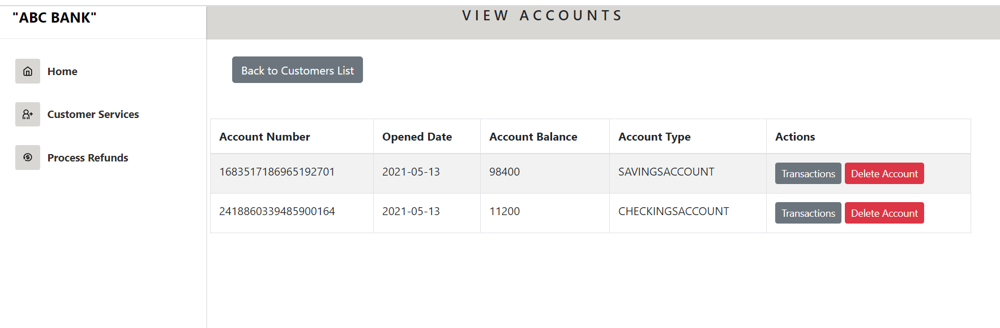 "ABC BANK"
VIEW ACCOUNTS
Home
Customer Services
Process Refunds
Back to Customers List
Account Number Opened Date Account Balance Account Type Actions
1683517186965192701 2021-05-13 98400 SAVINGSACCOUNT Transactions Delete Account
2418860339485900164 2021-05-13 11200 CHECKINGSACCOUNT Transactions Delete Account